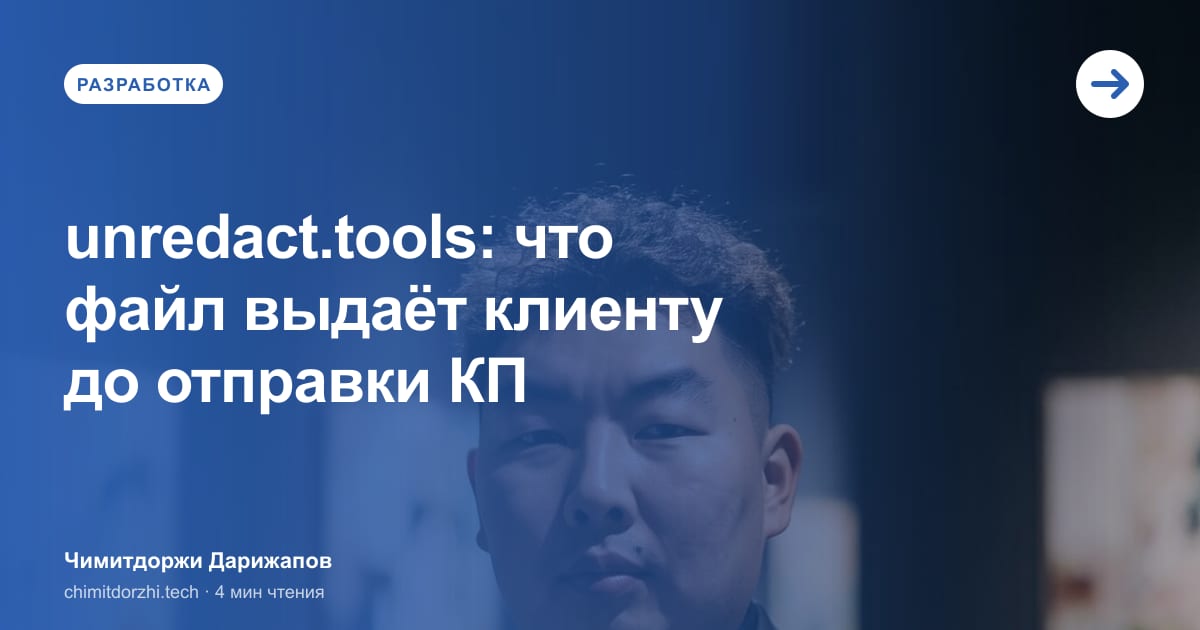 РАЗРАБОТКА
unredact.tools: что
файл выдаёт клиенту
до отправки КП
Чимитдоржи Дарижапов
chimitdorzhi.tech · 4 мин чтения